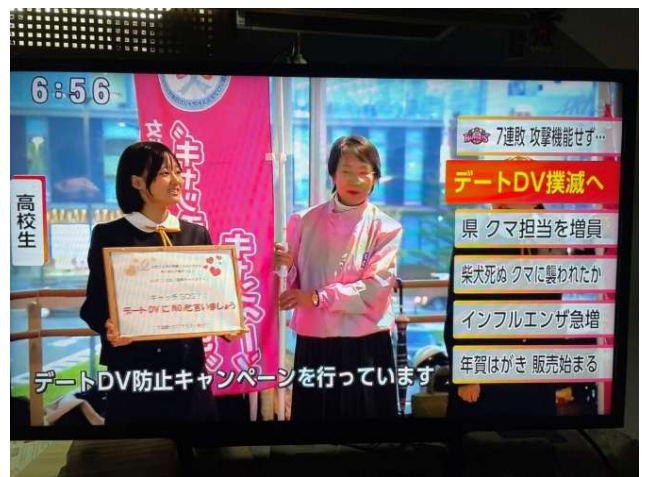 6:56
高校生
キャッチSOS!
デートDVにNOを言いましょう
デートDV防止キャンペーンを行っています
7連敗 攻撃機能せず…
デートDV撲滅へ
県 クマ担当を増員
柴犬死ぬ クマに襲われたか
インフルエンザ急増
年賀はがき 販売始まる